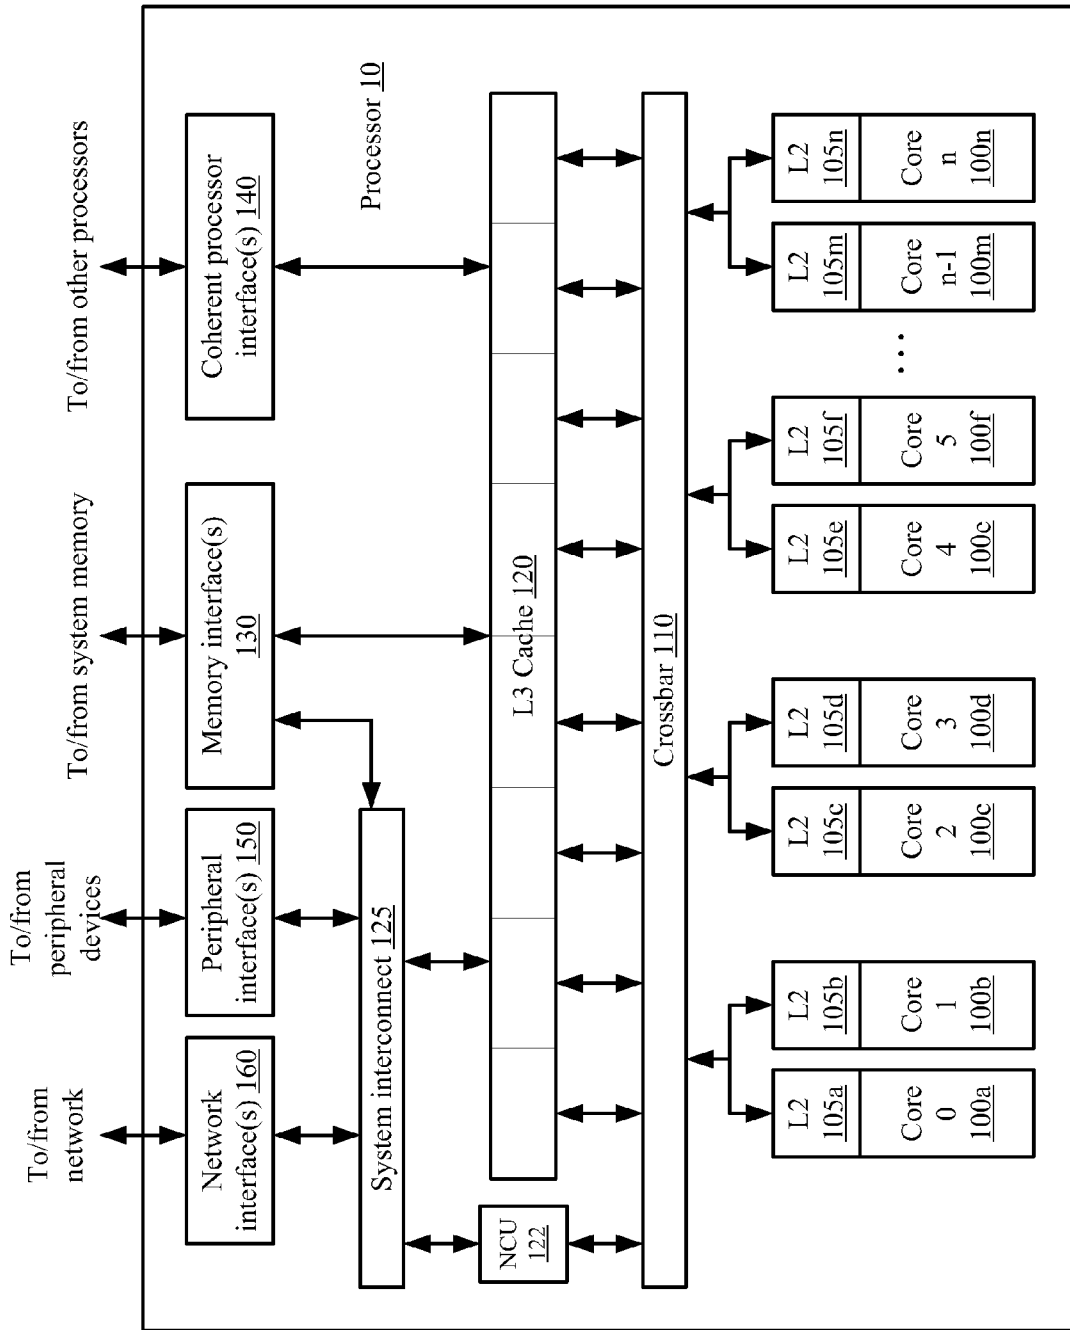 To/from
network
To/from
peripheral
devices
To/from system memory
To/from other processors
Network
interface(s) 160
Peripheral
interface(s) 150
Memory interface(s)
130
Coherent processor
interface(s) 140
Processor 10
System interconnect 125
NCU
122
L3 Cache 120
Crossbar 110
L2
105a
L2
105b
L2
105c
L2
105d
L2
105e
L2
105f
L2
105m
L2
105n
Core
0
100a
Core
1
100b
Core
2
100c
Core
3
100d
Core
4
100c
Core
5
100f
...
Core
n-1
100m
Core
n
100n